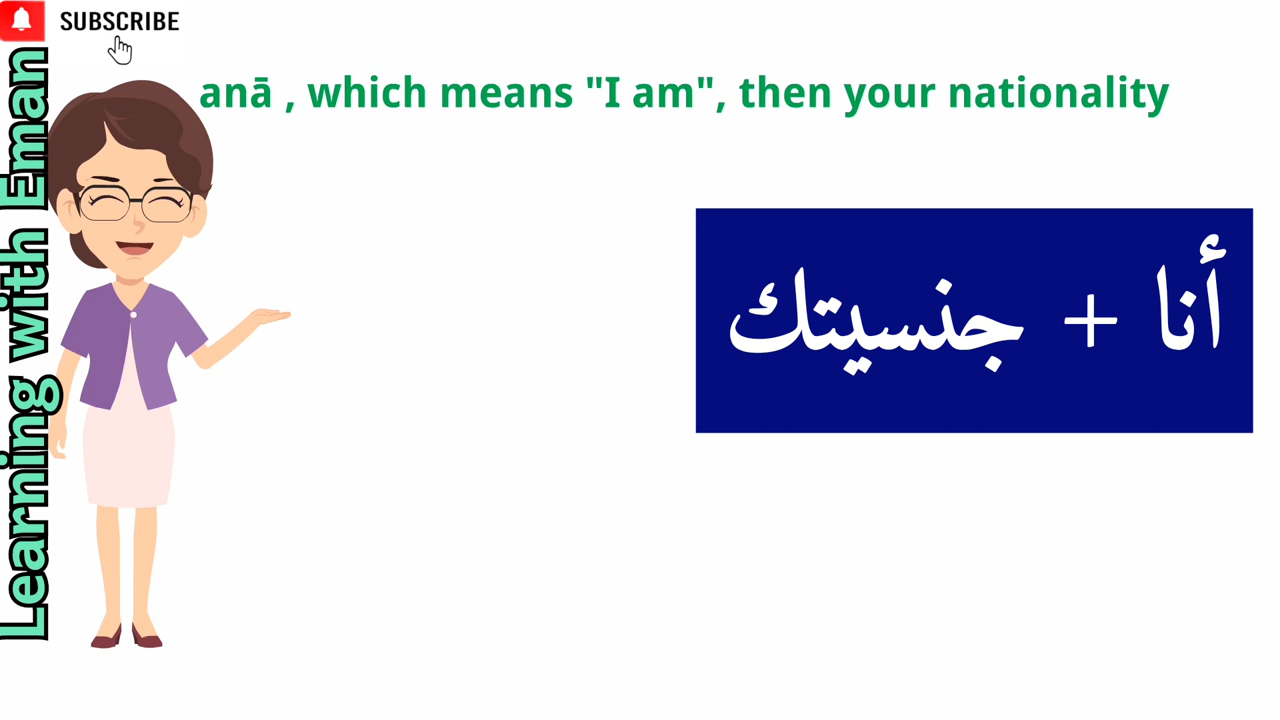 SUBSCRIBE
anā , which means "I am", then your nationality
أنا + جنسيتك
Learning with Eman